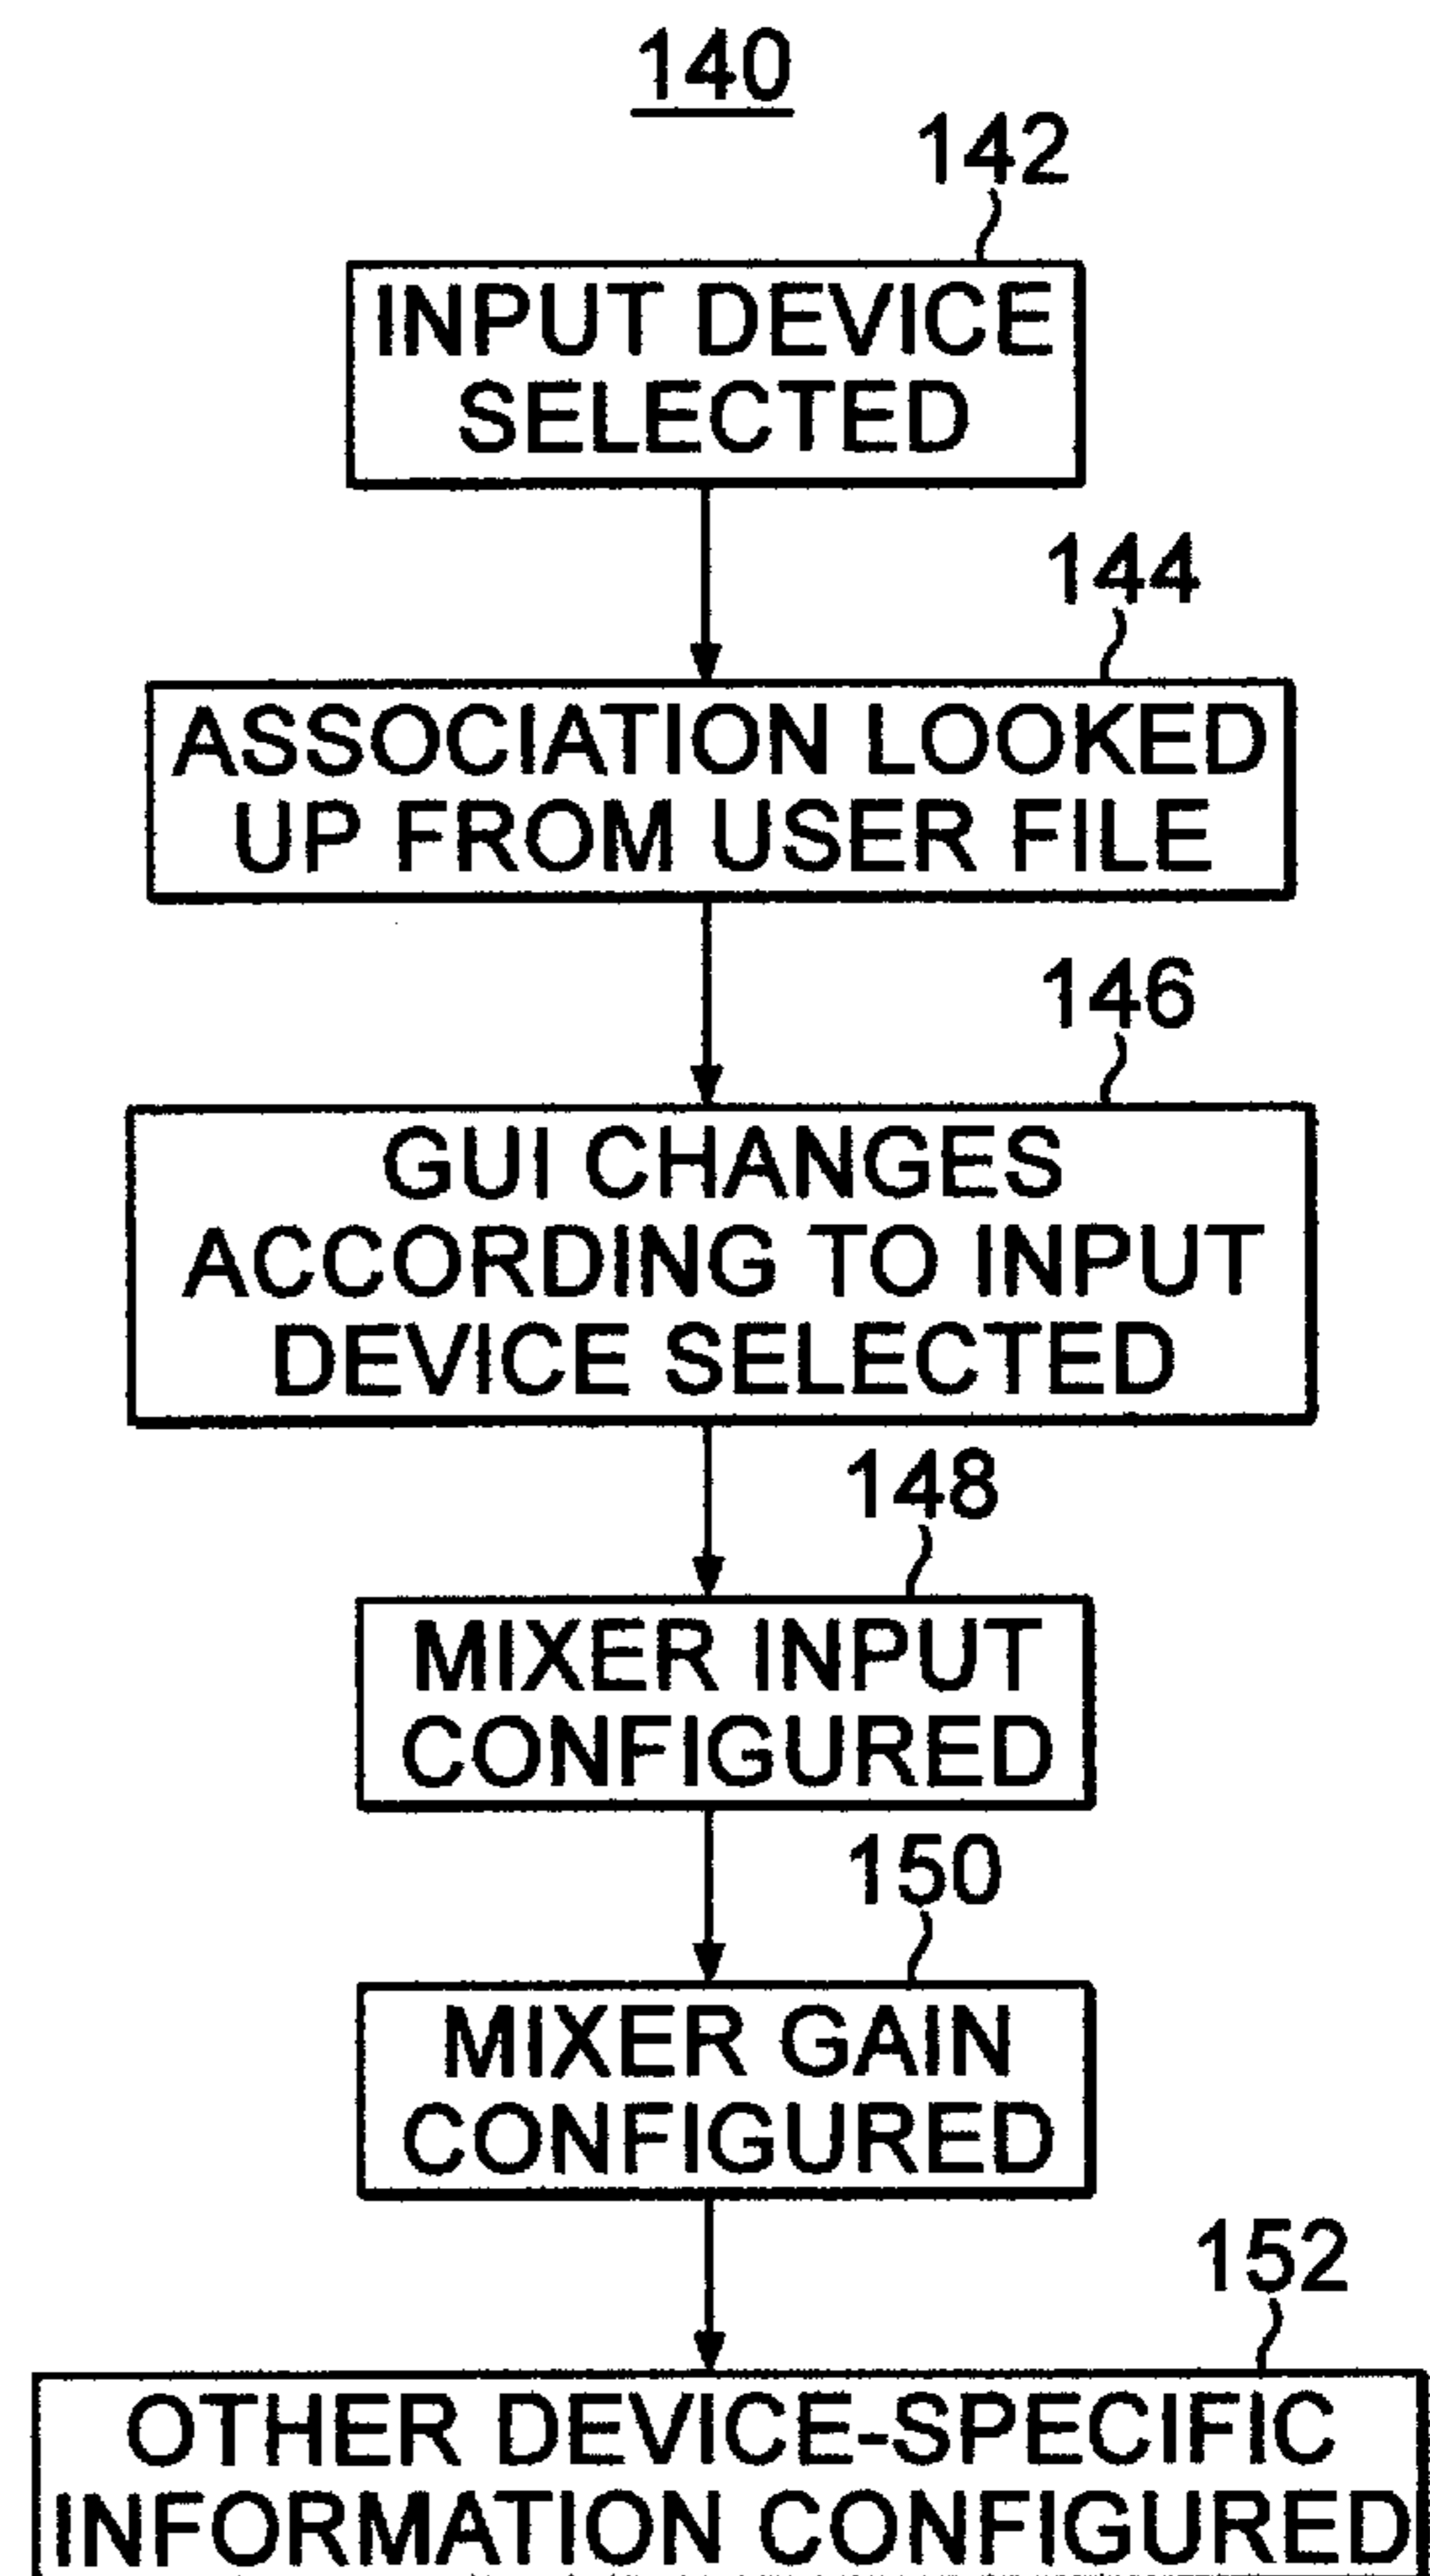 140
142
INPUT DEVICE
SELECTED
144
ASSOCIATION LOOKED
UP FROM USER FILE
146
GUI CHANGES
ACCORDING TO INPUT
DEVICE SELECTED
148
MIXER INPUT
CONFIGURED
150
MIXER GAIN
CONFIGURED
152
OTHER DEVICE-SPECIFIC
INFORMATION CONFIGURED